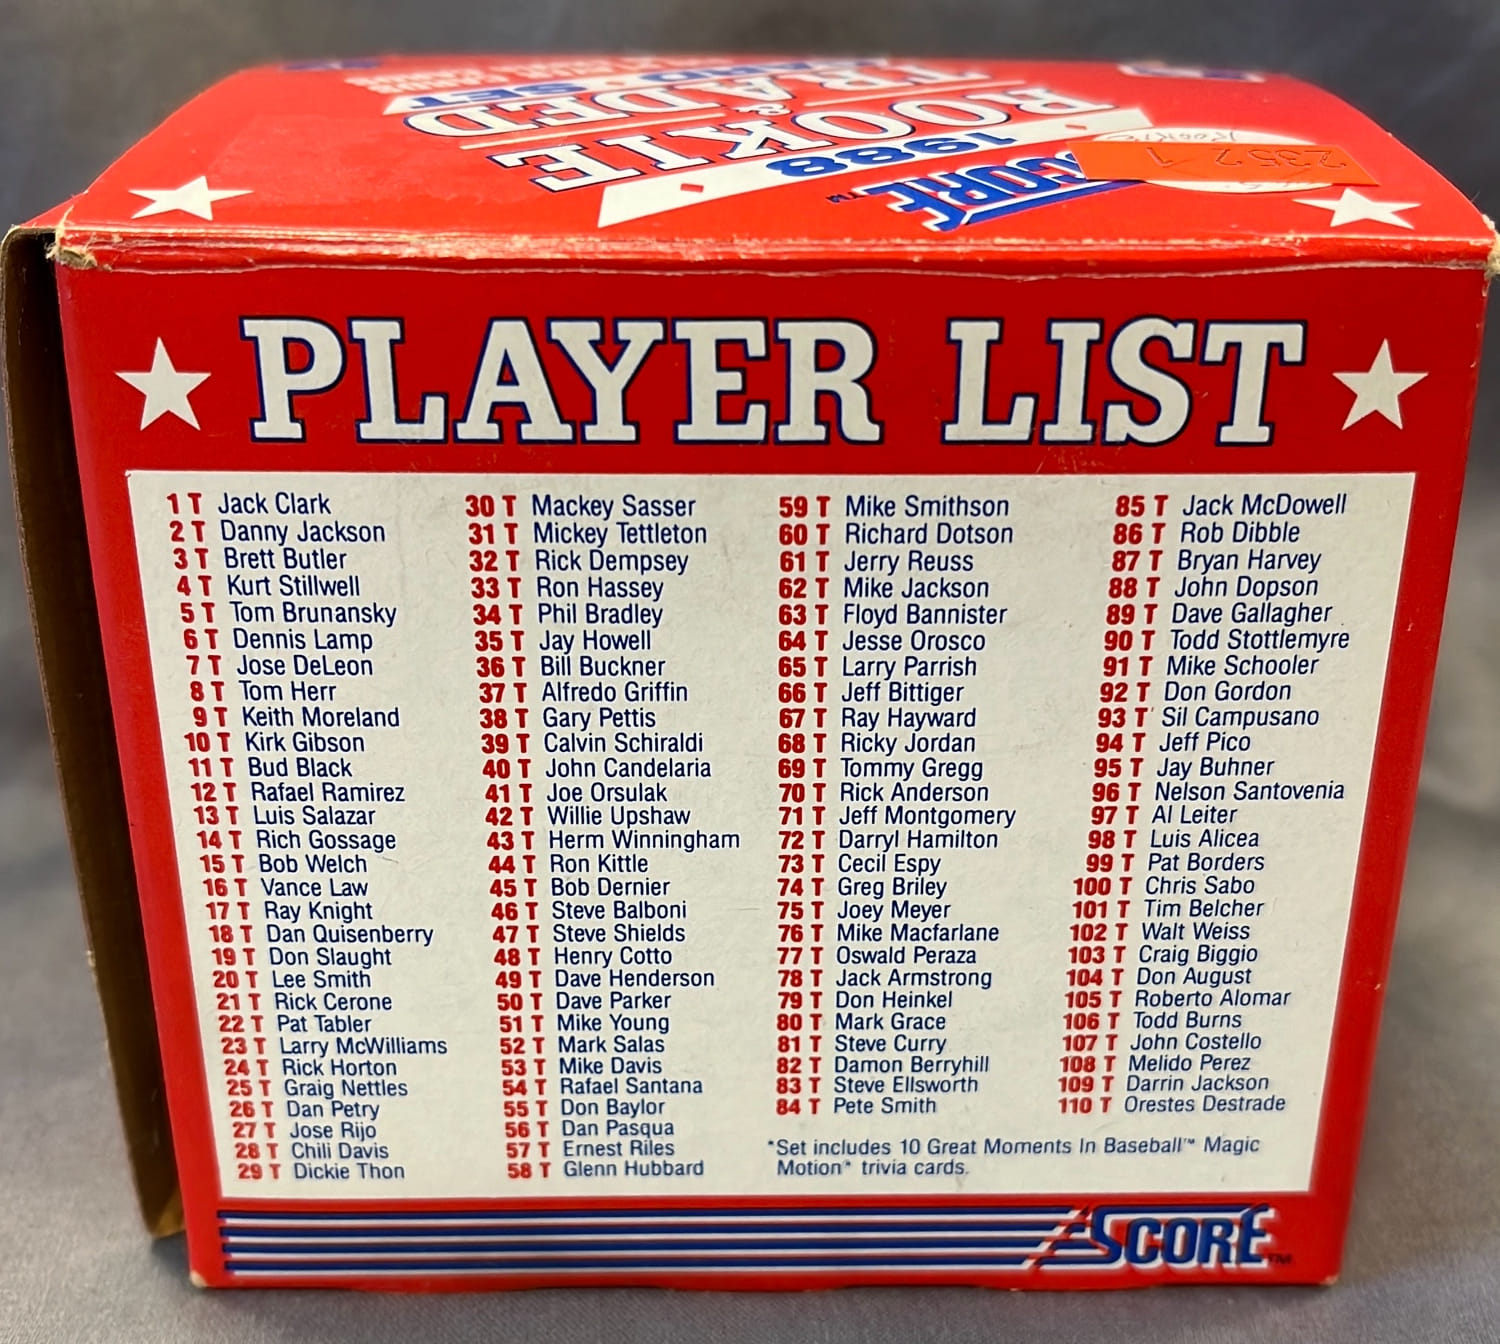 SCORE™
1988
ROOKIE
& TRADED
CARD SET
23521
PLAYER LIST
1 T Jack Clark
2 T Danny Jackson
3 T Brett Butler
4 T Kurt Stillwell
5 T Tom Brunansky
6 T Dennis Lamp
7 T Jose DeLeon
8 T Tom Herr
9 T Keith Moreland
10 T Kirk Gibson
11 T Bud Black
12 T Rafael Ramirez
13 T Luis Salazar
14 T Rich Gossage
15 T Bob Welch
16 T Vance Law
17 T Ray Knight
18 T Dan Quisenberry
19 T Don Slaught
20 T Lee Smith
21 T Rick Cerone
22 T Pat Tabler
23 T Larry McWilliams
24 T Rick Horton
25 T Graig Nettles
26 T Dan Petry
27 T Jose Rijo
28 T Chili Davis
29 T Dickie Thon
30 T Mackey Sasser
31 T Mickey Tettleton
32 T Rick Dempsey
33 T Ron Hassey
34 T Phil Bradley
35 T Jay Howell
36 T Bill Buckner
37 T Alfredo Griffin
38 T Gary Pettis
39 T Calvin Schiraldi
40 T John Candelaria
41 T Joe Orsulak
42 T Willie Upshaw
43 T Herm Winningham
44 T Ron Kittle
45 T Bob Dernier
46 T Steve Balboni
47 T Steve Shields
48 T Henry Cotto
49 T Dave Henderson
50 T Dave Parker
51 T Mike Young
52 T Mark Salas
53 T Mike Davis
54 T Rafael Santana
55 T Don Baylor
56 T Dan Pasqua
57 T Ernest Riles
58 T Glenn Hubbard
59 T Mike Smithson
60 T Richard Dotson
61 T Jerry Reuss
62 T Mike Jackson
63 T Floyd Bannister
64 T Jesse Orosco
65 T Larry Parrish
66 T Jeff Bittiger
67 T Ray Hayward
68 T Ricky Jordan
69 T Tommy Gregg
70 T Rick Anderson
71 T Jeff Montgomery
72 T Darryl Hamilton
73 T Cecil Espy
74 T Greg Briley
75 T Joey Meyer
76 T Mike Macfarlane
77 T Oswald Peraza
78 T Jack Armstrong
79 T Don Heinkel
80 T Mark Grace
81 T Steve Curry
82 T Damon Berryhill
83 T Steve Ellsworth
84 T Pete Smith
85 T Jack McDowell
86 T Rob Dibble
87 T Bryan Harvey
88 T John Dopson
89 T Dave Gallagher
90 T Todd Stottlemyre
91 T Mike Schooler
92 T Don Gordon
93 T Sil Campusano
94 T Jeff Pico
95 T Jay Buhner
96 T Nelson Santovenia
97 T Al Leiter
98 T Luis Alicea
99 T Pat Borders
100 T Chris Sabo
101 T Tim Belcher
102 T Walt Weiss
103 T Craig Biggio
104 T Don August
105 T Roberto Alomar
106 T Todd Burns
107 T John Costello
108 T Melido Perez
109 T Darrin Jackson
110 T Orestes Destrade
*Set includes 10 Great Moments In Baseball™ Magic
Motion® trivia cards.
SCORE™